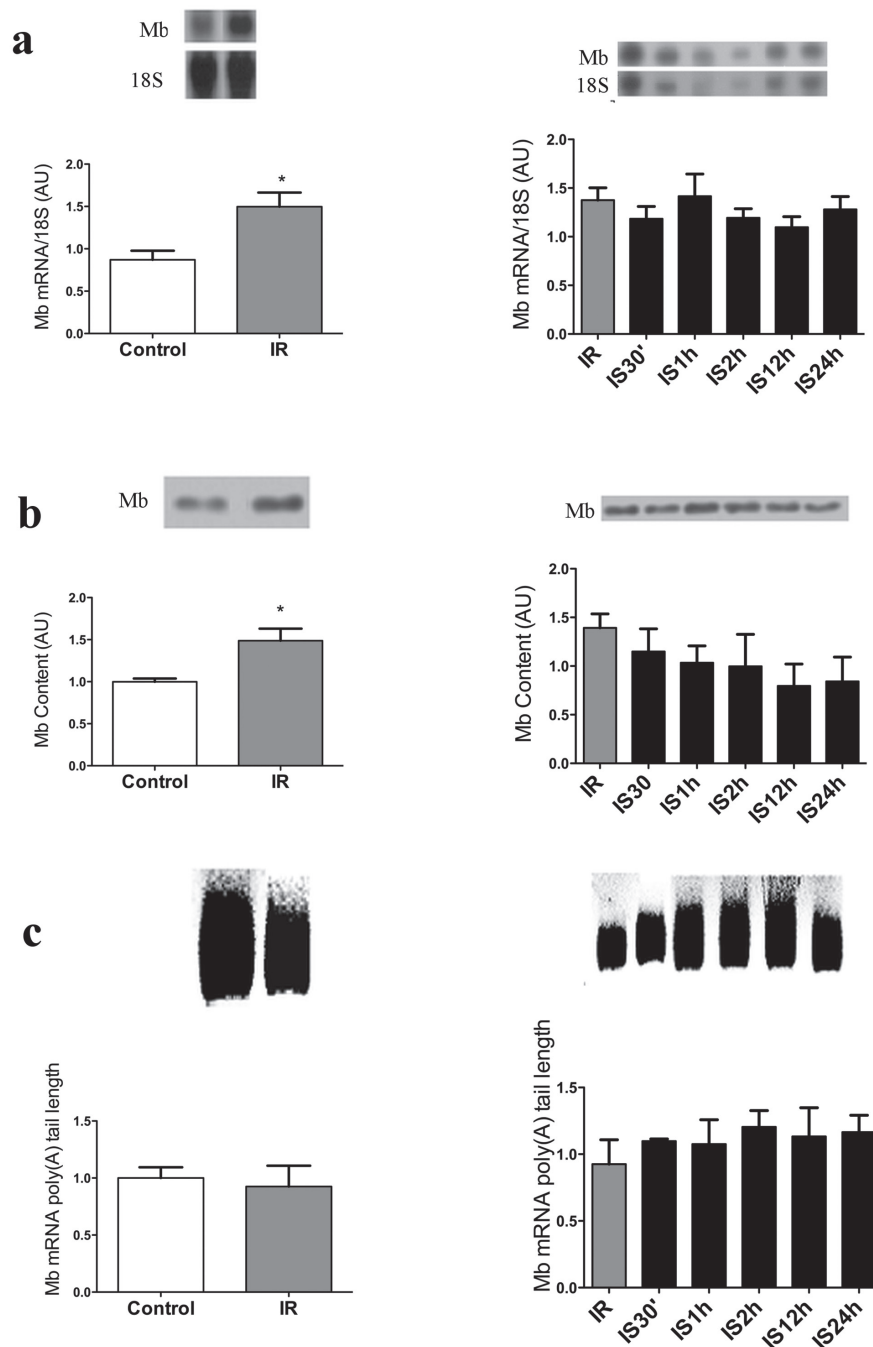 a
Mb
18S
Mb mRNA/18S (AU)
2.0
1.5
1.0
0.5
0.0
*
Control IR
Mb
18S
Mb mRNA/18S (AU)
2.0
1.5
1.0
0.5
0.0
IR IS30' IS1h IS2h IS12h IS24h
b
Mb
Mb Content (AU)
2.0
1.5
1.0
0.5
0.0
*
Control IR
Mb
Mb Content (AU)
2.0
1.5
1.0
0.5
0.0
IR IS30 IS1h IS2h IS12h IS24h
c
Mb mRNA poly(A) tail length
1.5
1.0
0.5
0.0
Control IR
Mb mRNA poly(A) tail length
1.5
1.0
0.5
0.0
IR IS30' IS1h IS2h IS12h IS24h